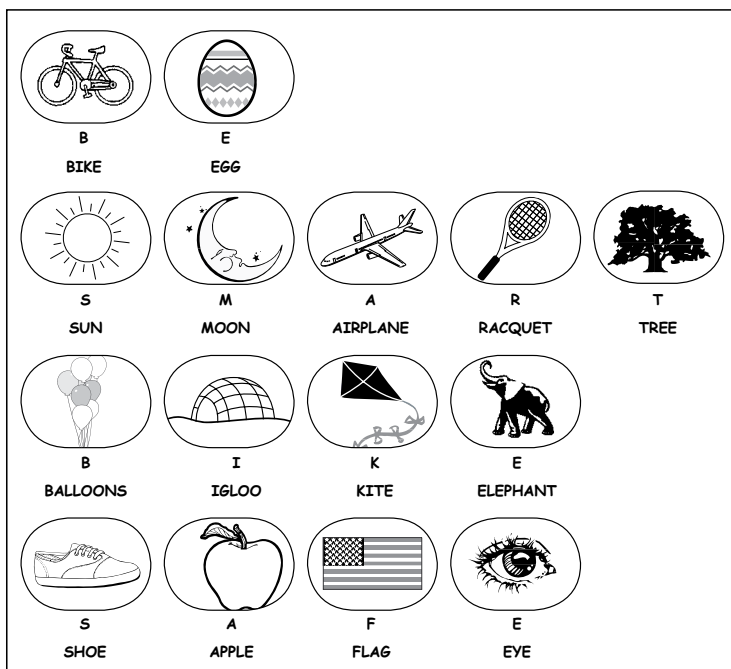 B E
BIKE EGG
S M A R T
SUN MOON AIRPLANE RACQUET TREE
B I K E
BALLOONS IGLOO KITE ELEPHANT
S A F E
SHOE APPLE FLAG EYE